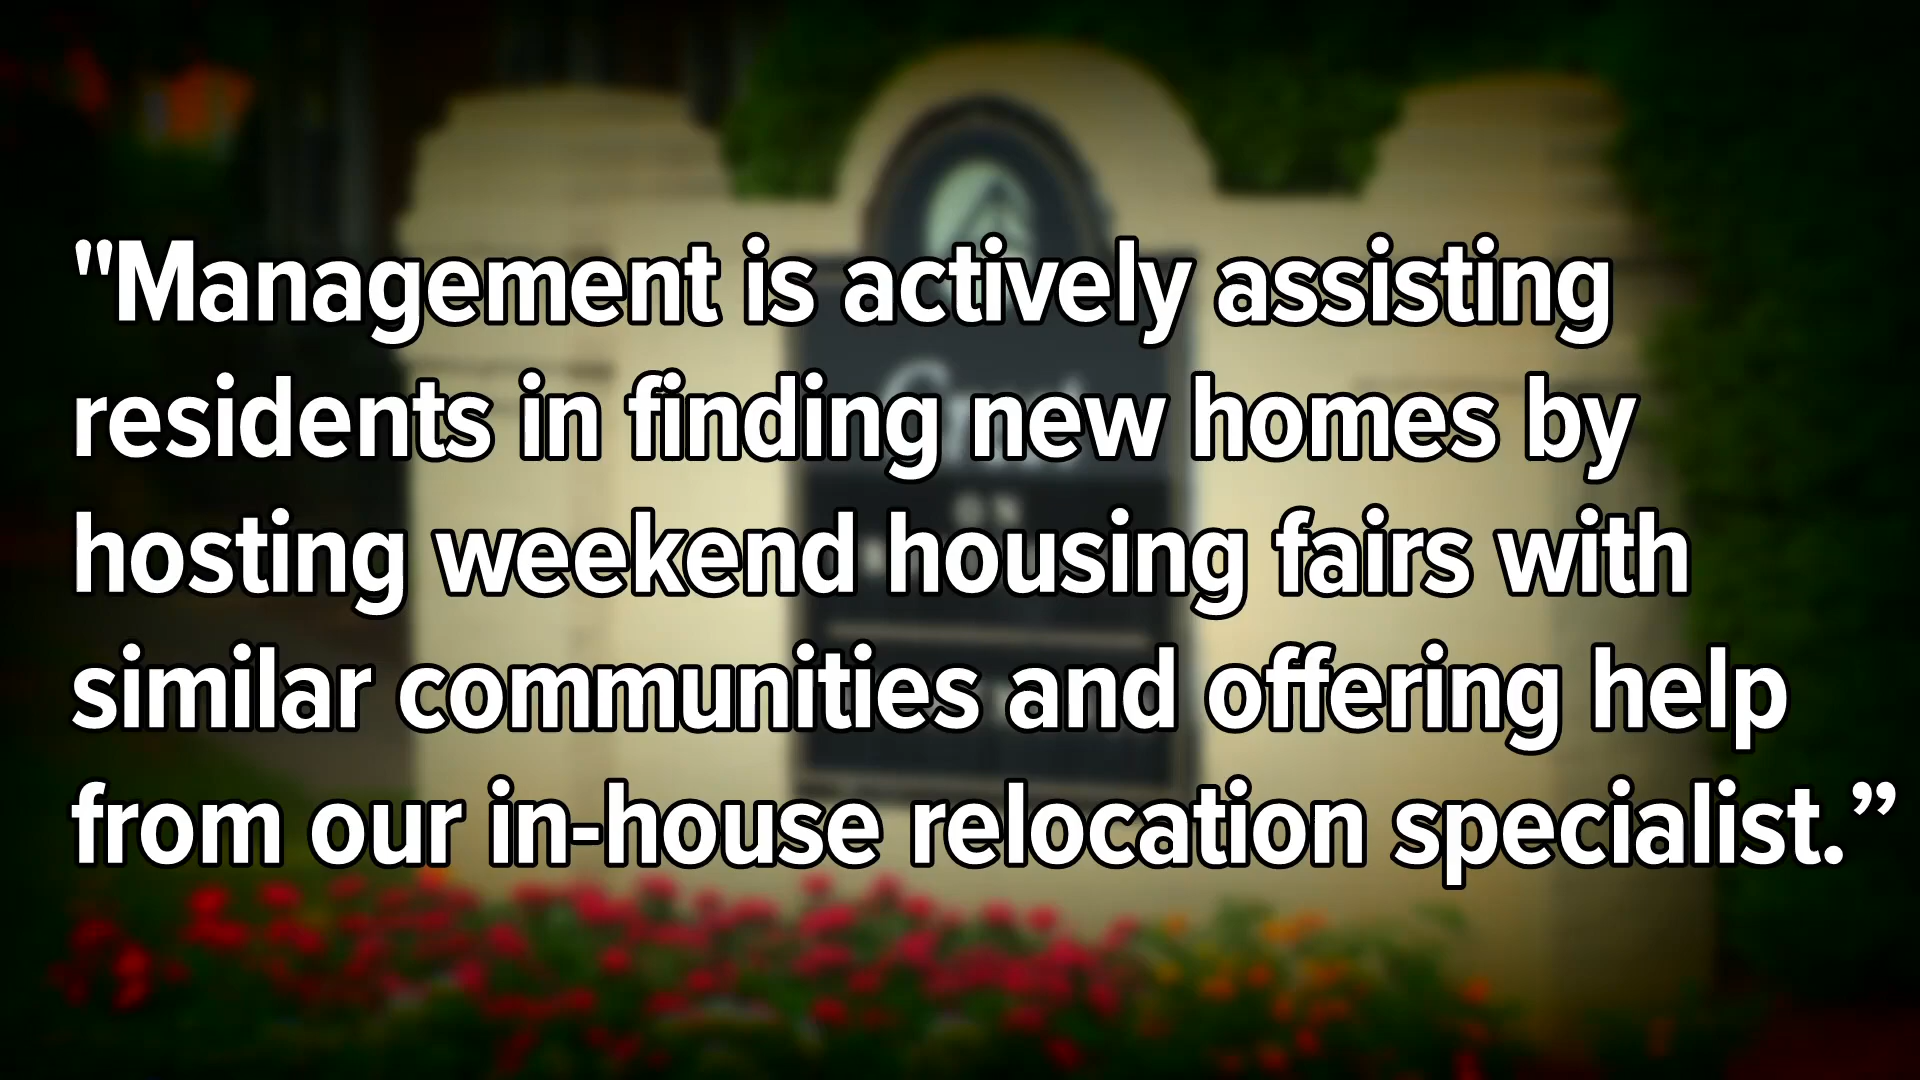 "Management is actively assisting
residents in finding new homes by
hosting weekend housing fairs with
similar communities and offering help
from our in-house relocation specialist.”